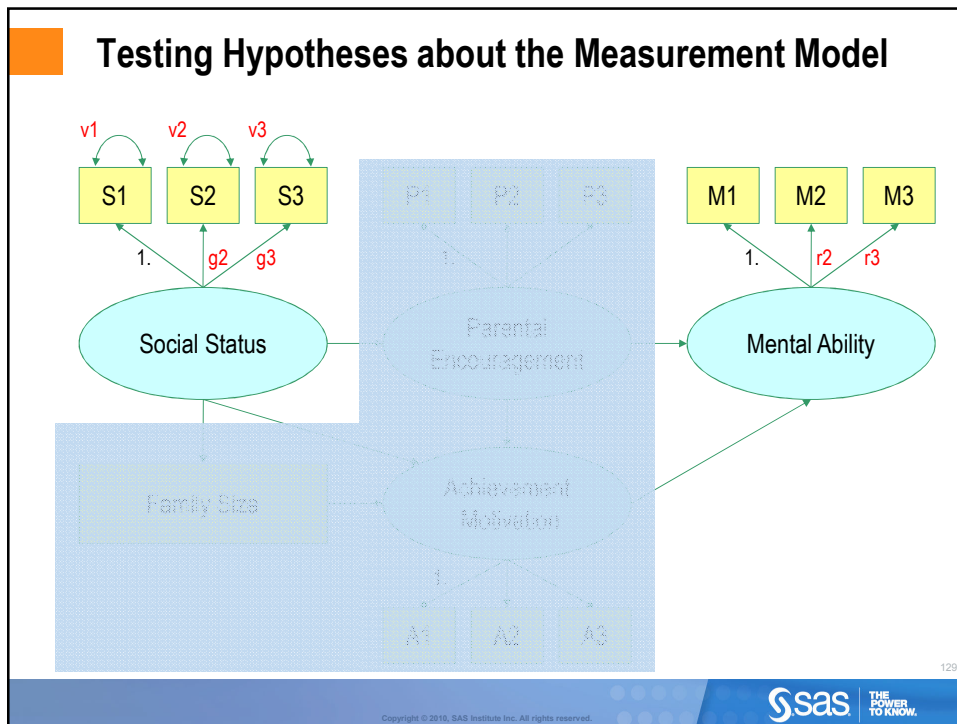 Testing Hypotheses about the Measurement Model
v1 v2 v3
S1 S2 S3 P1 P2 P3 M1 M2 M3
1. g2 g3 1. 1. r2 r3
Social Status
Parental
Encouragement
Mental Ability
Family Size
Achievement
Motivation
1.
A1 A2 A3
129
Copyright © 2010, SAS Institute Inc. All rights reserved.
sas THE
POWER
TO KNOW.